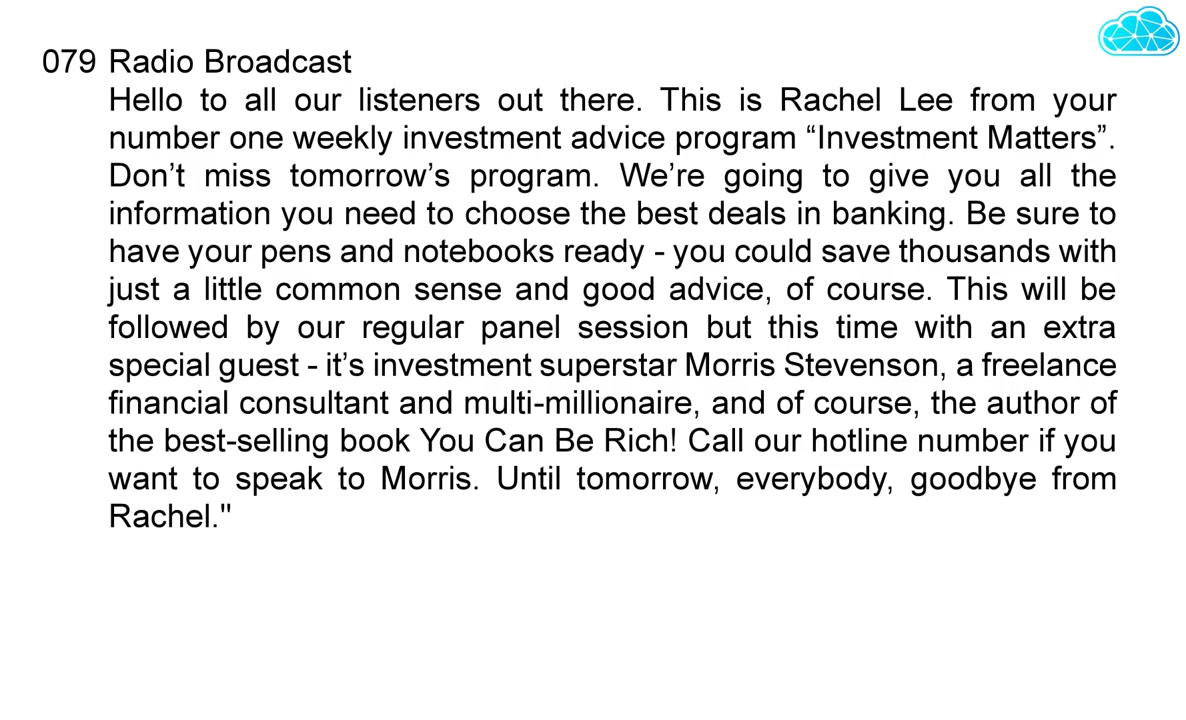 079 Radio Broadcast
Hello to all our listeners out there. This is Rachel Lee from your
number one weekly investment advice program “Investment Matters”.
Don’t miss tomorrow’s program. We’re going to give you all the
information you need to choose the best deals in banking. Be sure to
have your pens and notebooks ready - you could save thousands with
just a little common sense and good advice, of course. This will be
followed by our regular panel session but this time with an extra
special guest - it’s investment superstar Morris Stevenson, a freelance
financial consultant and multi-millionaire, and of course, the author of
the best-selling book You Can Be Rich! Call our hotline number if you
want to speak to Morris. Until tomorrow, everybody, goodbye from
Rachel."